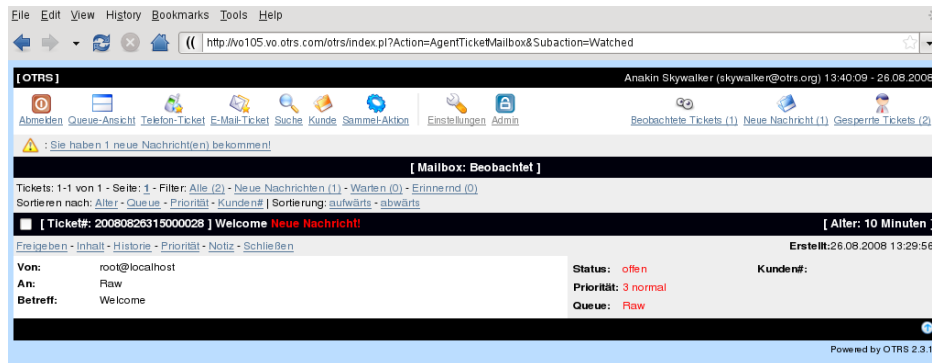 File Edit View History Bookmarks Tools Help
http://vo105.vo.otrs.com/otrs/index.pl?Action=AgentTicketMailbox&Subaction=Watched
[ OTRS ] Anakin Skywalker (skywalker@otrs.org) 13:40:09 - 26.08.2008
Abmelden Queue-Ansicht Telefon-Ticket E-Mail-Ticket Suche Kunde Sammel-Aktion Einstellungen Admin Beobachtete Tickets (1) Neue Nachricht (1) Gesperrte Tickets (2)
: Sie haben 1 neue Nachricht(en) bekommen!
[ Mailbox: Beobachtet ]
Tickets: 1-1 von 1 - Seite: 1 - Filter: Alle (2) - Neue Nachrichten (1) - Warten (0) - Erinnernd (0)
Sortieren nach: Alter - Queue - Priorität - Kunden# | Sortierung: aufwärts - abwärts
[ Ticket#: 20080826315000028 ] Welcome Neue Nachricht! [ Alter: 10 Minuten ]
Freigeben - Inhalt - Historie - Priorität - Notiz - Schließen Erstellt:26.08.2008 13:29:56
Von: root@localhost Status: offen Kunden#:
An: Raw Priorität: 3 normal
Betreff: Welcome Queue: Raw
Powered by OTRS 2.3.1